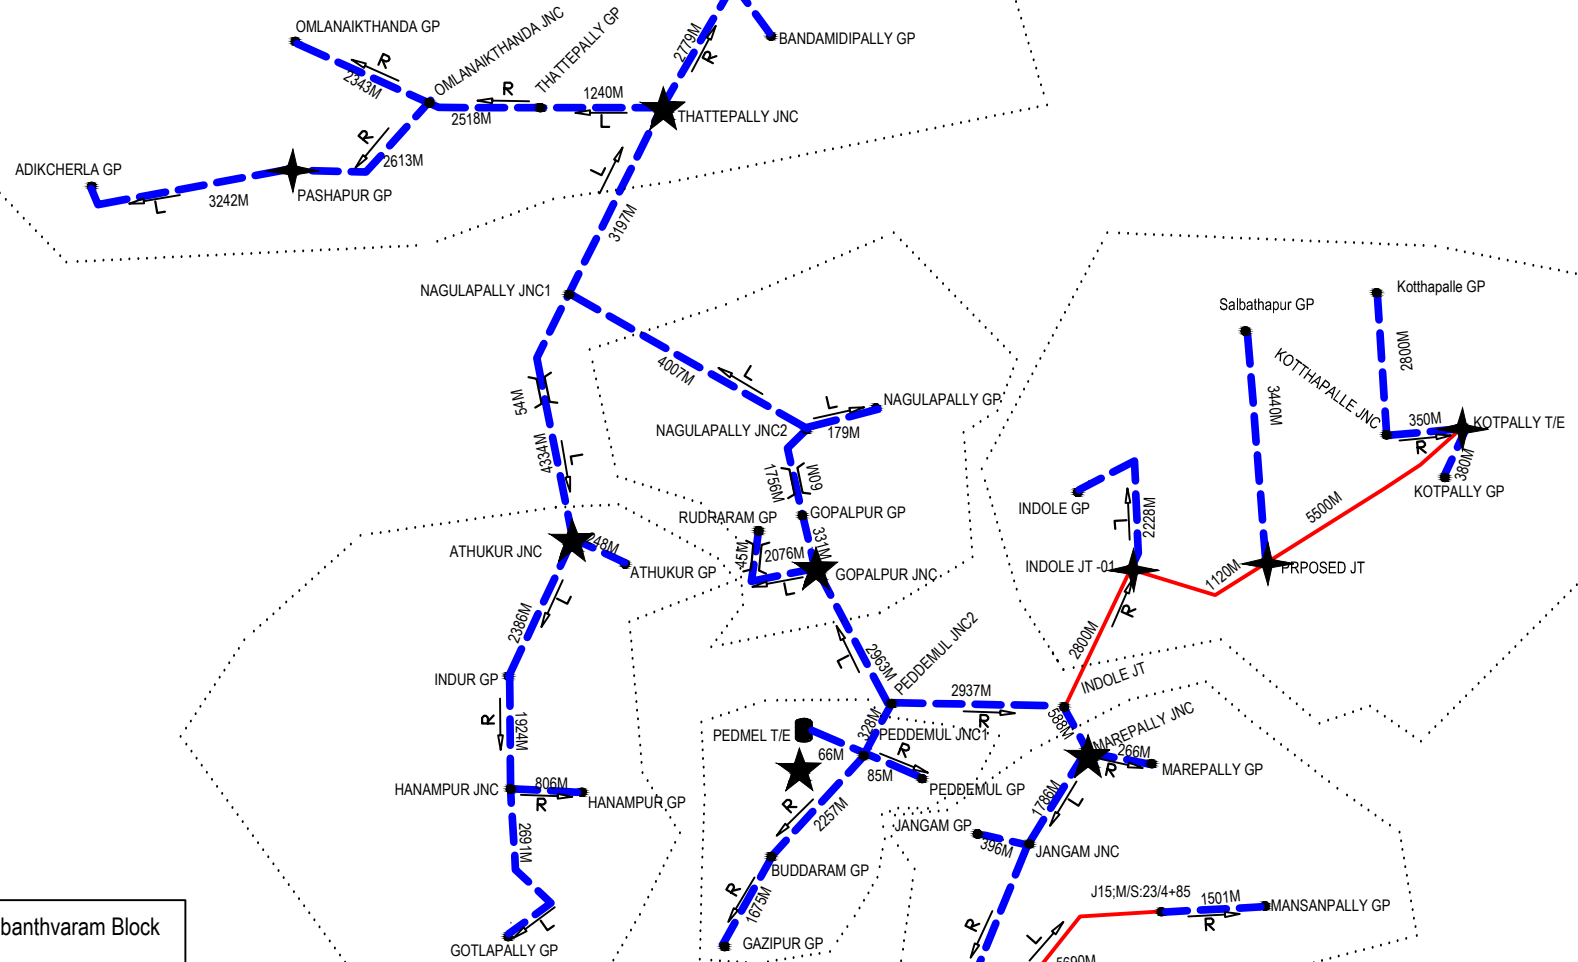 OMLANAIKTHANDA GP
OMLANAIKTHANDA JNC
THATTEPALLY GP
2779M
R
BANDAMIDIPALLY GP
R
2343M
R
2518M
1240M
L
THATTEPALLY JNC
R
2613M
ADIKCHERLA GP
PASHAPUR GP
3242M
L
L
3197M
NAGULAPALLY JNC1
4007M
L
54M
4334M
L
NAGULAPALLY JNC2
L
179M
NAGULAPALLY GP
1756M
60M
RUDRARAM GP
GOPALPUR GP
331M
45M
2076M
L
GOPALPUR JNC
ATHUKUR JNC
248M
ATHUKUR GP
L
2386M
INDUR GP
R
1924M
HANAMPUR JNC
806M
R
HANAMPUR GP
2691M
L
GOTLAPALLY GP
Salbathapur GP
Kotthapalle GP
2800M
KOTTHAPALLE JNC
350M
R
KOTPALLY T/E
380M
KOTPALLY GP
3440M
5500M
INDOLE GP
2228M
L
INDOLE JT -01
1120M
PRPOSED JT
R
2800M
INDOLE JT
2963M
L
PEDDEMUL JNC2
2937M
R
588M
328M
PEDMEL T/E
66M
PEDDEMUL JNC1
R
85M
PEDDEMUL GP
MAREPALLY JNC
266M
R
MAREPALLY GP
1786M
L
R
2257M
JANGAM GP
396M
JANGAM JNC
BUDDARAM GP
R
1675M
GAZIPUR GP
J15;M/S:23/4+85
1501M
R
MANSANPALLY GP
R
L
5690M
banthvaram Block